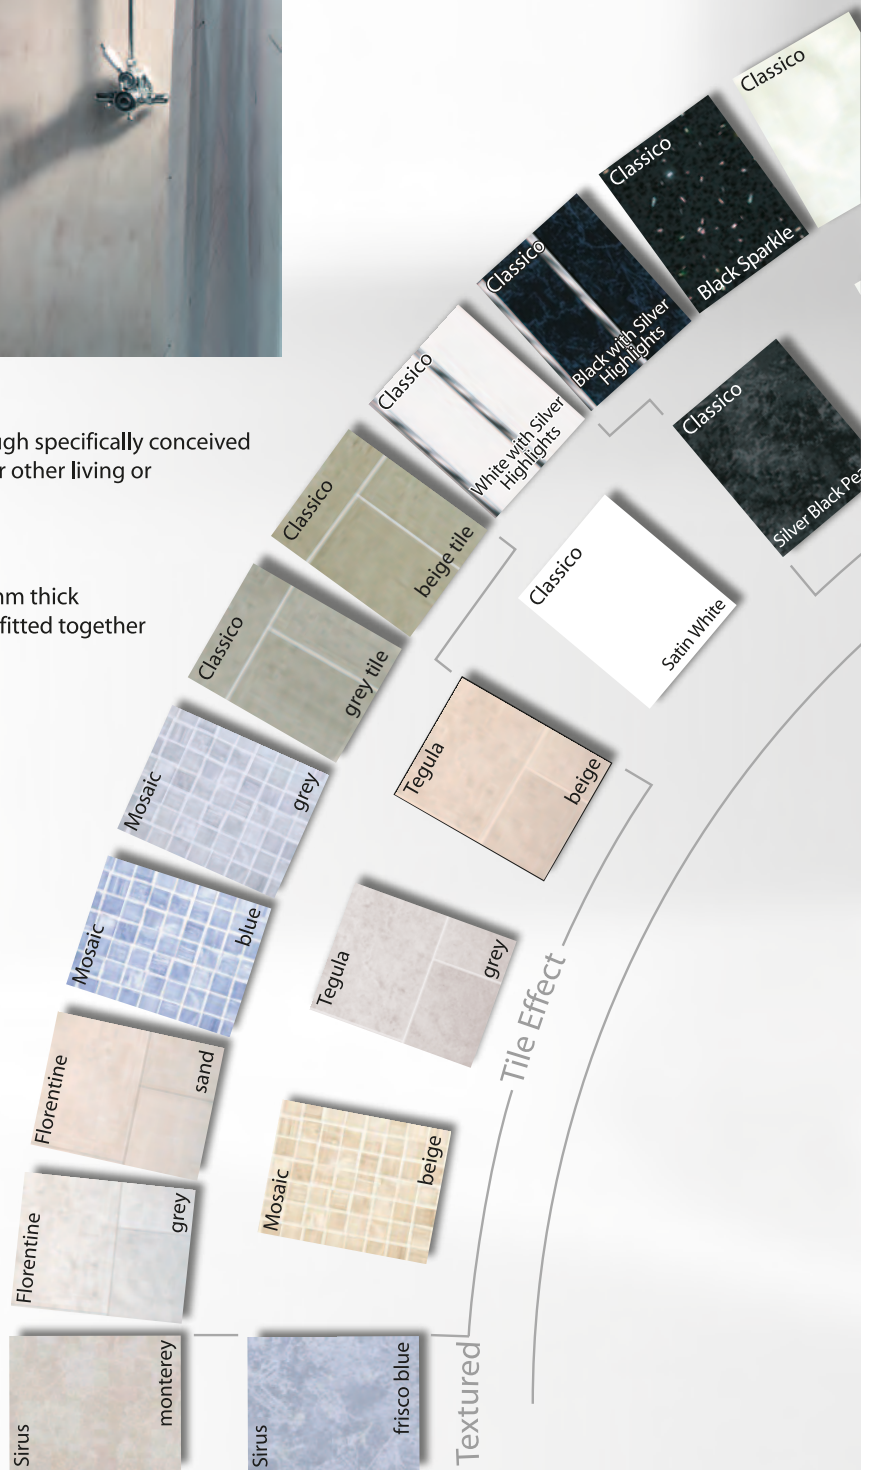 ugh specifically conceived
r other living or
nm thick
fitted together
Classico
Classico
Black Sparkle
Classico
Black with Silver
Highlights
Classico
White with Silver
Highlights
Classico
beige tile
Classico
grey tile
Mosaic
grey
Mosaic
blue
Florentine
sand
Florentine
grey
Sirus
monterey
Classico
Silver Black Pea
Classico
Satin White
Tegula
beige
Tegula
grey
Mosaic
beige
Sirus
frisco blue
Tile Effect
Textured